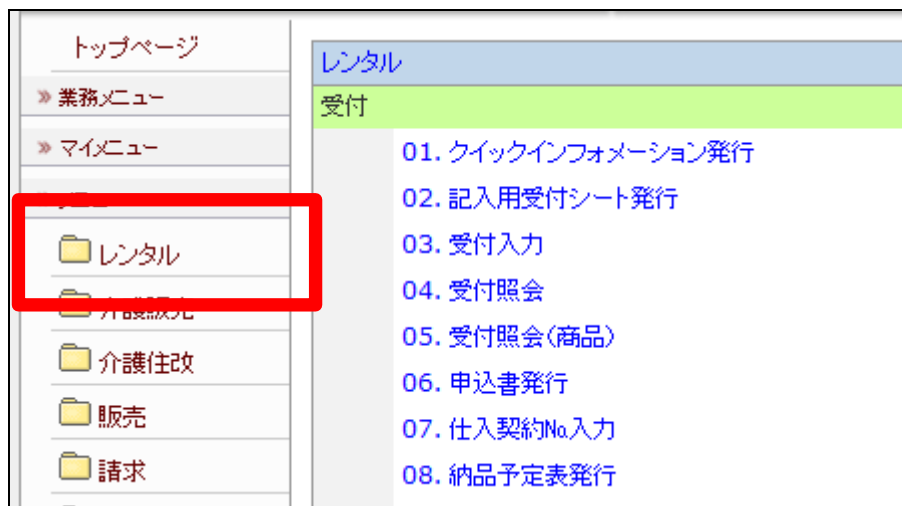 トップページ
» 業務メニュー
» マイメニュー
レンタル
介護住改
販売
請求
レンタル
受付
01. クイックインフォメーション発行
02. 記入用受付シート発行
03. 受付入力
04. 受付照会
05. 受付照会(商品)
06. 申込書発行
07. 仕入契約№入力
08. 納品予定表発行